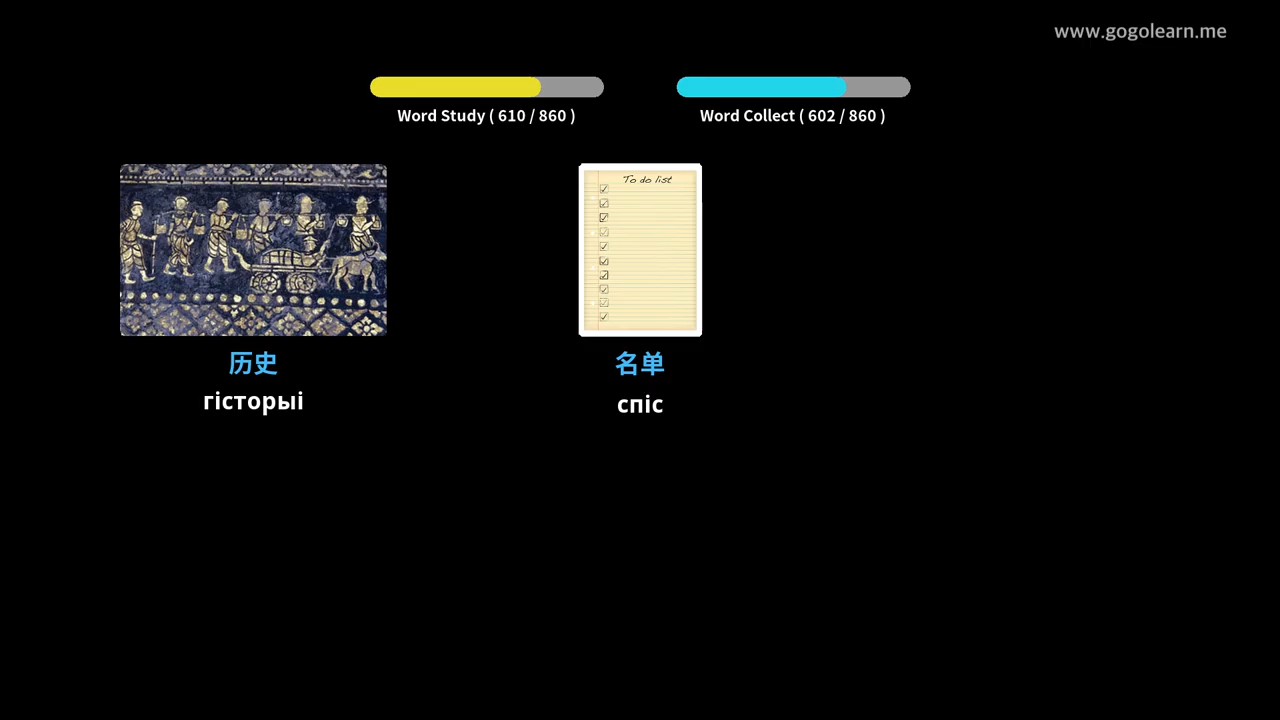 www.gogolearn.me
Word Study ( 610 / 860 )
Word Collect ( 602 / 860 )
To do list
历史
гісторыі
名单
спіс